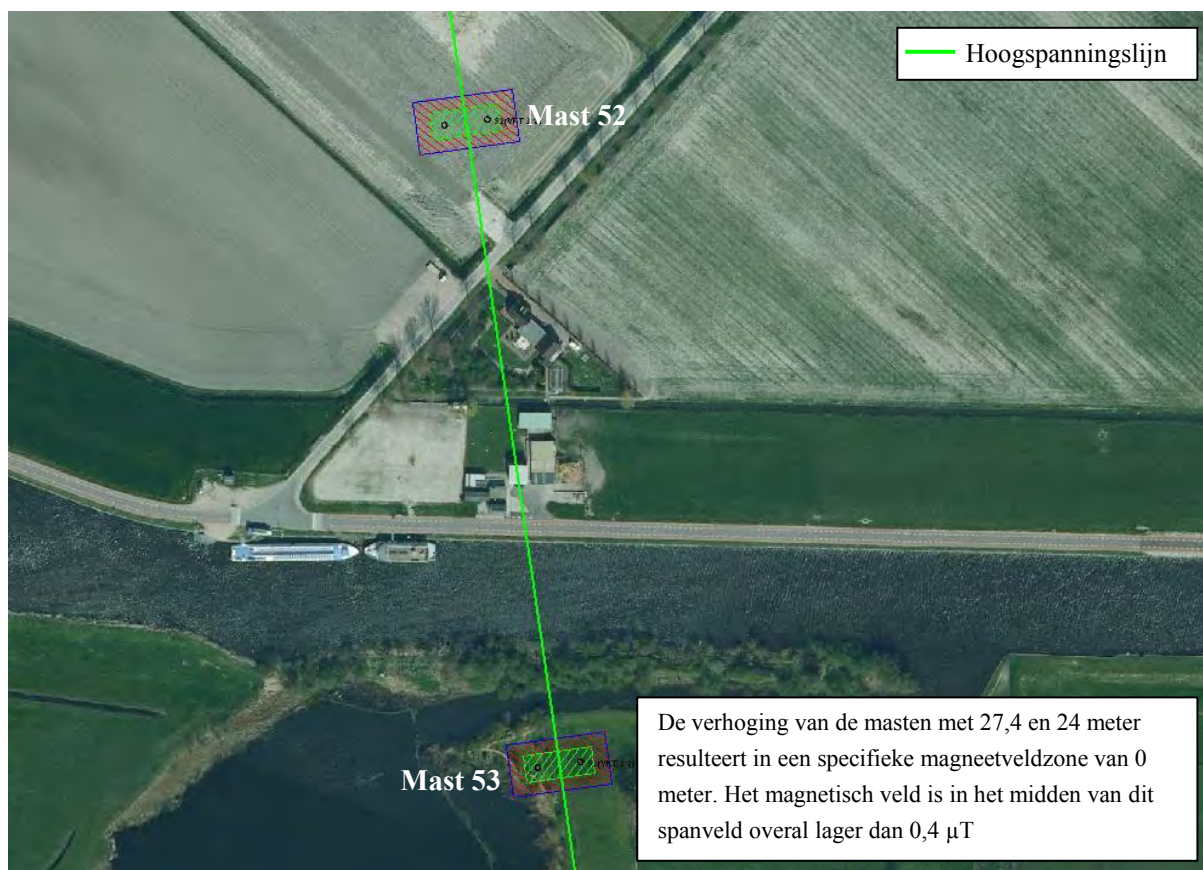 Hoogspanningslijn
Mast 52
Mast 53
De verhoging van de masten met 27,4 en 24 meter
resulteert in een specifieke magneetveldzone van 0
meter. Het magnetisch veld is in het midden van dit
spanveld overal lager dan 0,4 µT